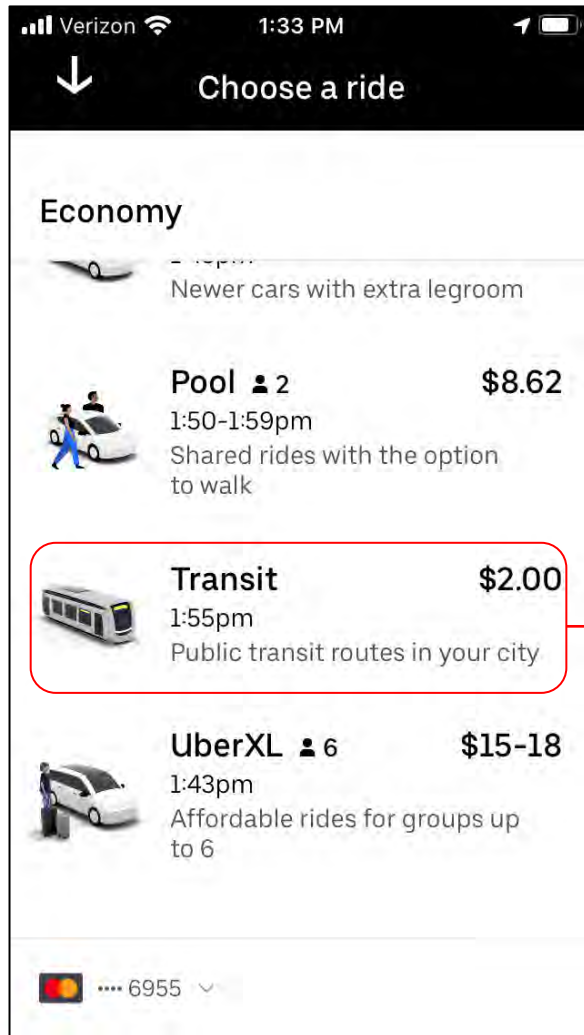 Verizon 1:33 PM
Choose a ride
Economy
Newer cars with extra legroom
Pool 2 $8.62
1:50-1:59pm
Shared rides with the option
to walk
Transit $2.00
1:55pm
Public transit routes in your city
UberXL 6 $15-18
1:43pm
Affordable rides for groups up
to 6
•••• 6955